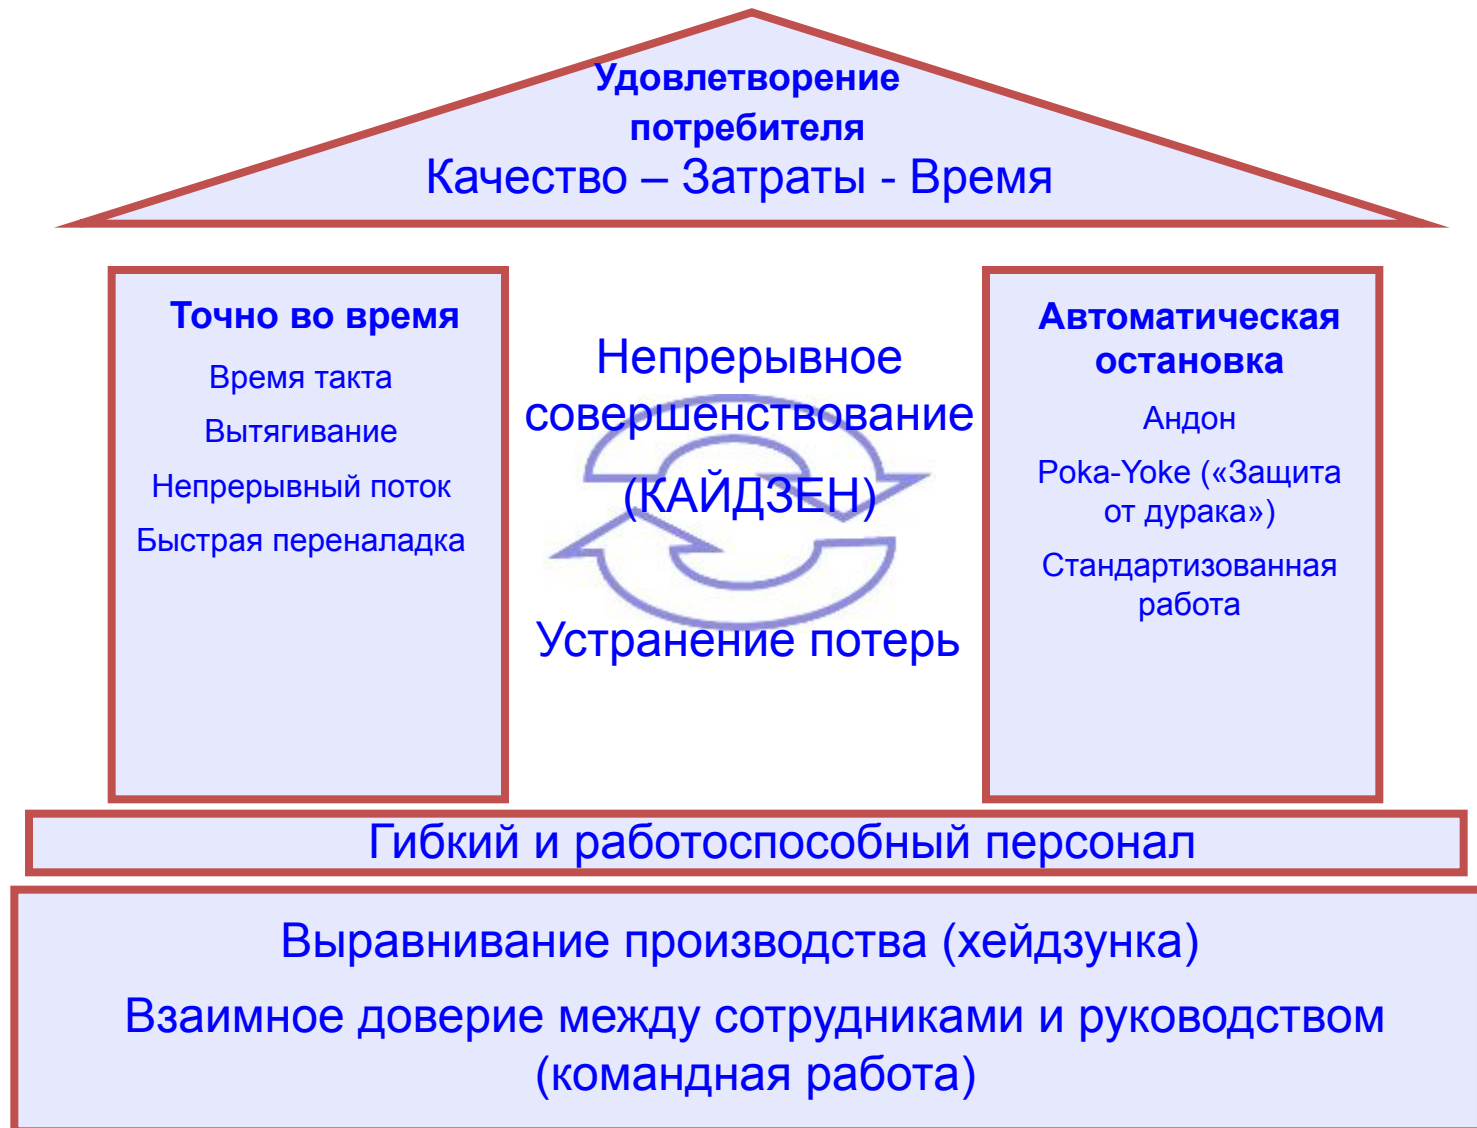 Удовлетворение
потребителя
Качество – Затраты - Время
Точно во время
Время такта
Вытягивание
Непрерывный поток
Быстрая переналадка
Непрерывное
совершенствование
(КАЙДЗЕН)
Устранение потерь
Автоматическая
остановка
Андон
Poka-Yoke («Защита
от дурака»)
Стандартизованная
работа
Гибкий и работоспособный персонал
Выравнивание производства (хейдзунка)
Взаимное доверие между сотрудниками и руководством
(командная работа)